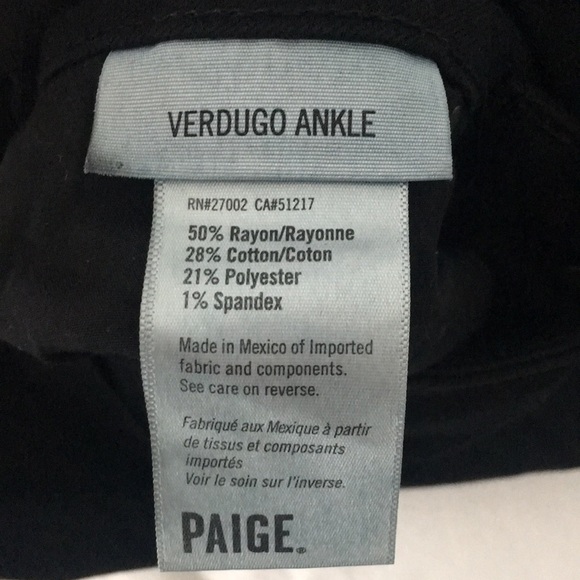 VERDUGO ANKLE
RN#27002 CA#51217
50% Rayon/Rayonne
28% Cotton/Coton
21% Polyester
1% Spandex
Made in Mexico of Imported
fabric and components.
See care on reverse.
Fabriqué aux Mexique à partir
de tissus et composants
importés
Voir le soin sur l'inverse.
PAIGE®